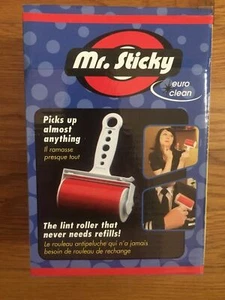 Mr. Sticky
euro
clean
Picks up
almost
anything
Il ramasse
presque tout
The lint roller that
never needs refills!
Le rouleau antipeluche qui n'a jamais
besoin de rouleau de rechange